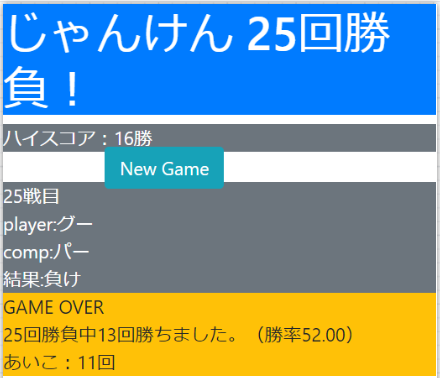 じゃんけん 25回勝
負！
ハイスコア：16勝
New Game
25戦目
player:グー
comp:パー
結果:負け
GAME OVER
25回勝負中13回勝ちました。（勝率52.00）
あいこ：11回